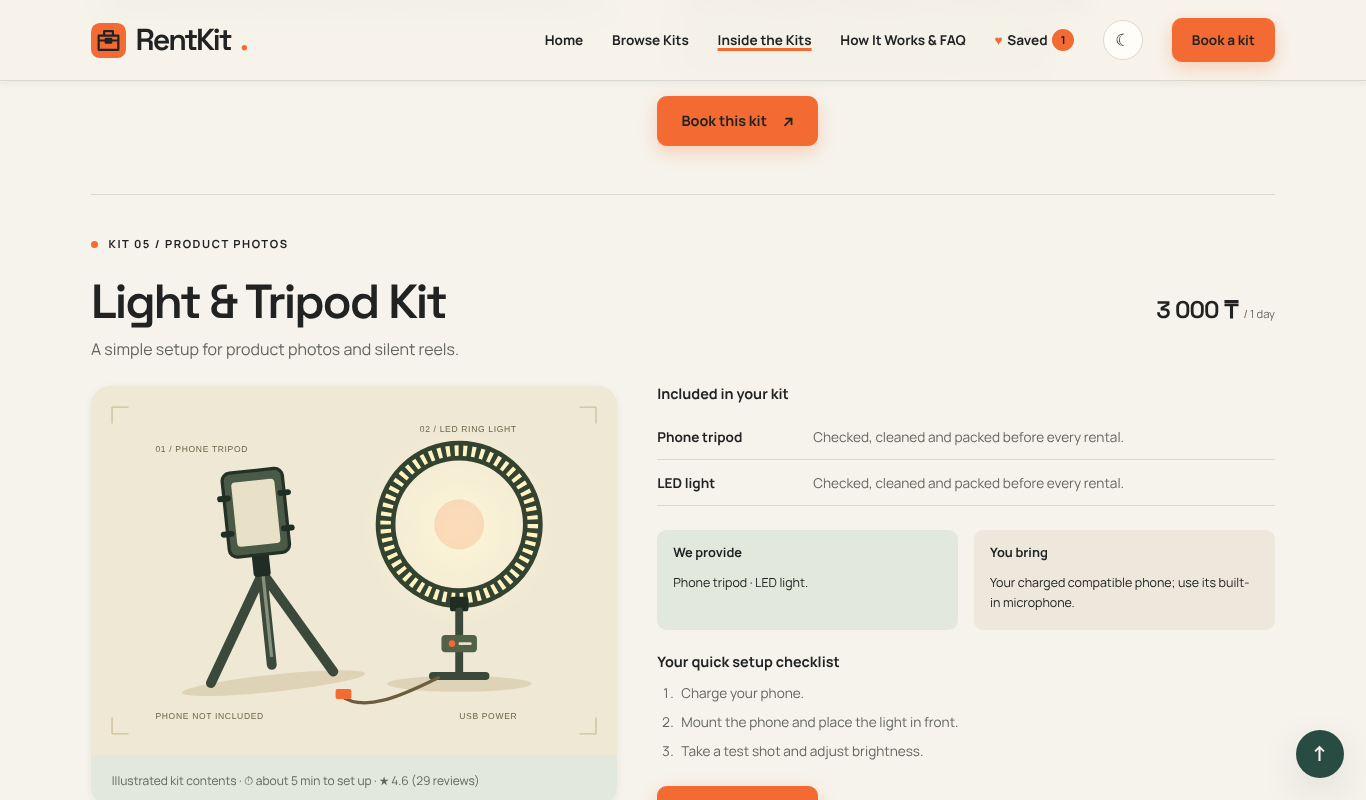 RentKit .
Home
Browse Kits
Inside the Kits
How It Works & FAQ
♥ Saved 1
☾
Book a kit
Book this kit ↗
KIT 05 / PRODUCT PHOTOS
Light & Tripod Kit
3 000 ₸ / 1 day
A simple setup for product photos and silent reels.
01 / PHONE TRIPOD
02 / LED RING LIGHT
PHONE NOT INCLUDED
USB POWER
Illustrated kit contents · ⏱ about 5 min to set up · ★ 4.6 (29 reviews)
Included in your kit
Phone tripod
Checked, cleaned and packed before every rental.
LED light
Checked, cleaned and packed before every rental.
We provide
Phone tripod · LED light.
You bring
Your charged compatible phone; use its built-
in microphone.
Your quick setup checklist
1. Charge your phone.
2. Mount the phone and place the light in front.
3. Take a test shot and adjust brightness.
↑